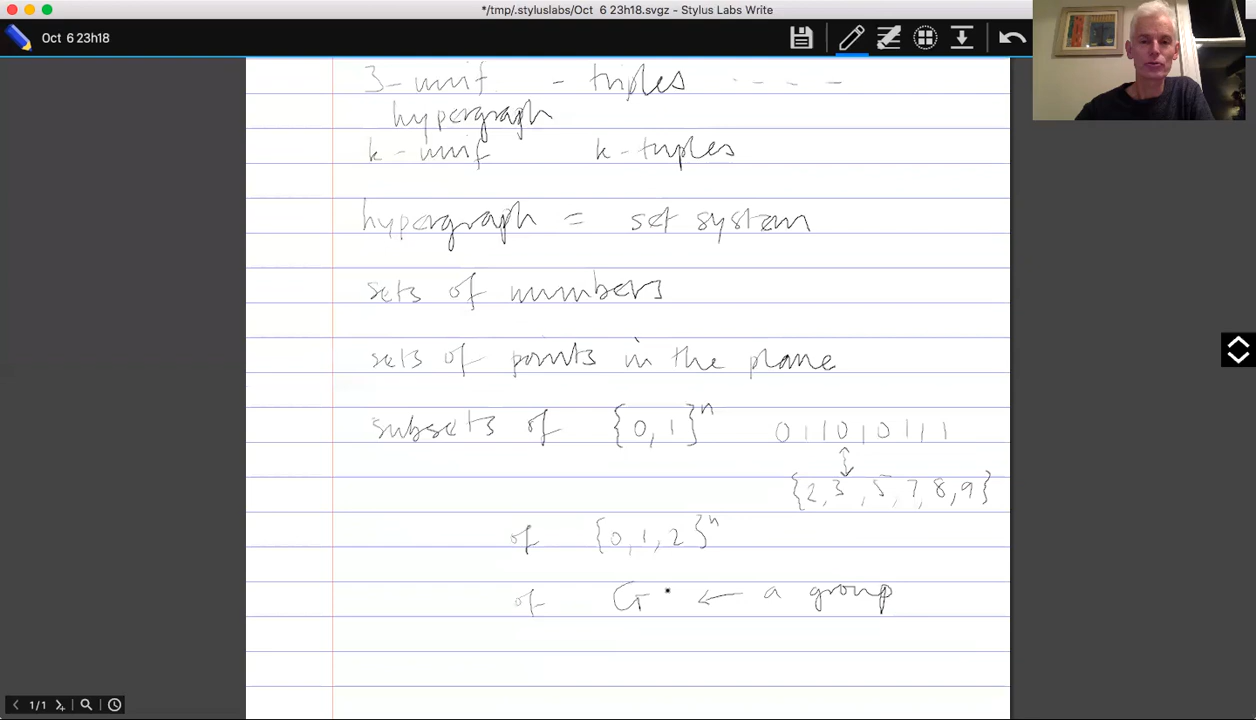 */tmp/.styluslabs/Oct 6 23h18.svgz - Stylus Labs Write
Oct 6 23h18
3-unif - triples - - - - -
hypergraph
k-unif k-tuples
hypergraph = set system
sets of numbers
sets of points in the plane
subsets of {0,1}ⁿ 011010111
↕
{2,3,5,7,8,9}
of {0,1,2}ⁿ
of G ← a group
1/1